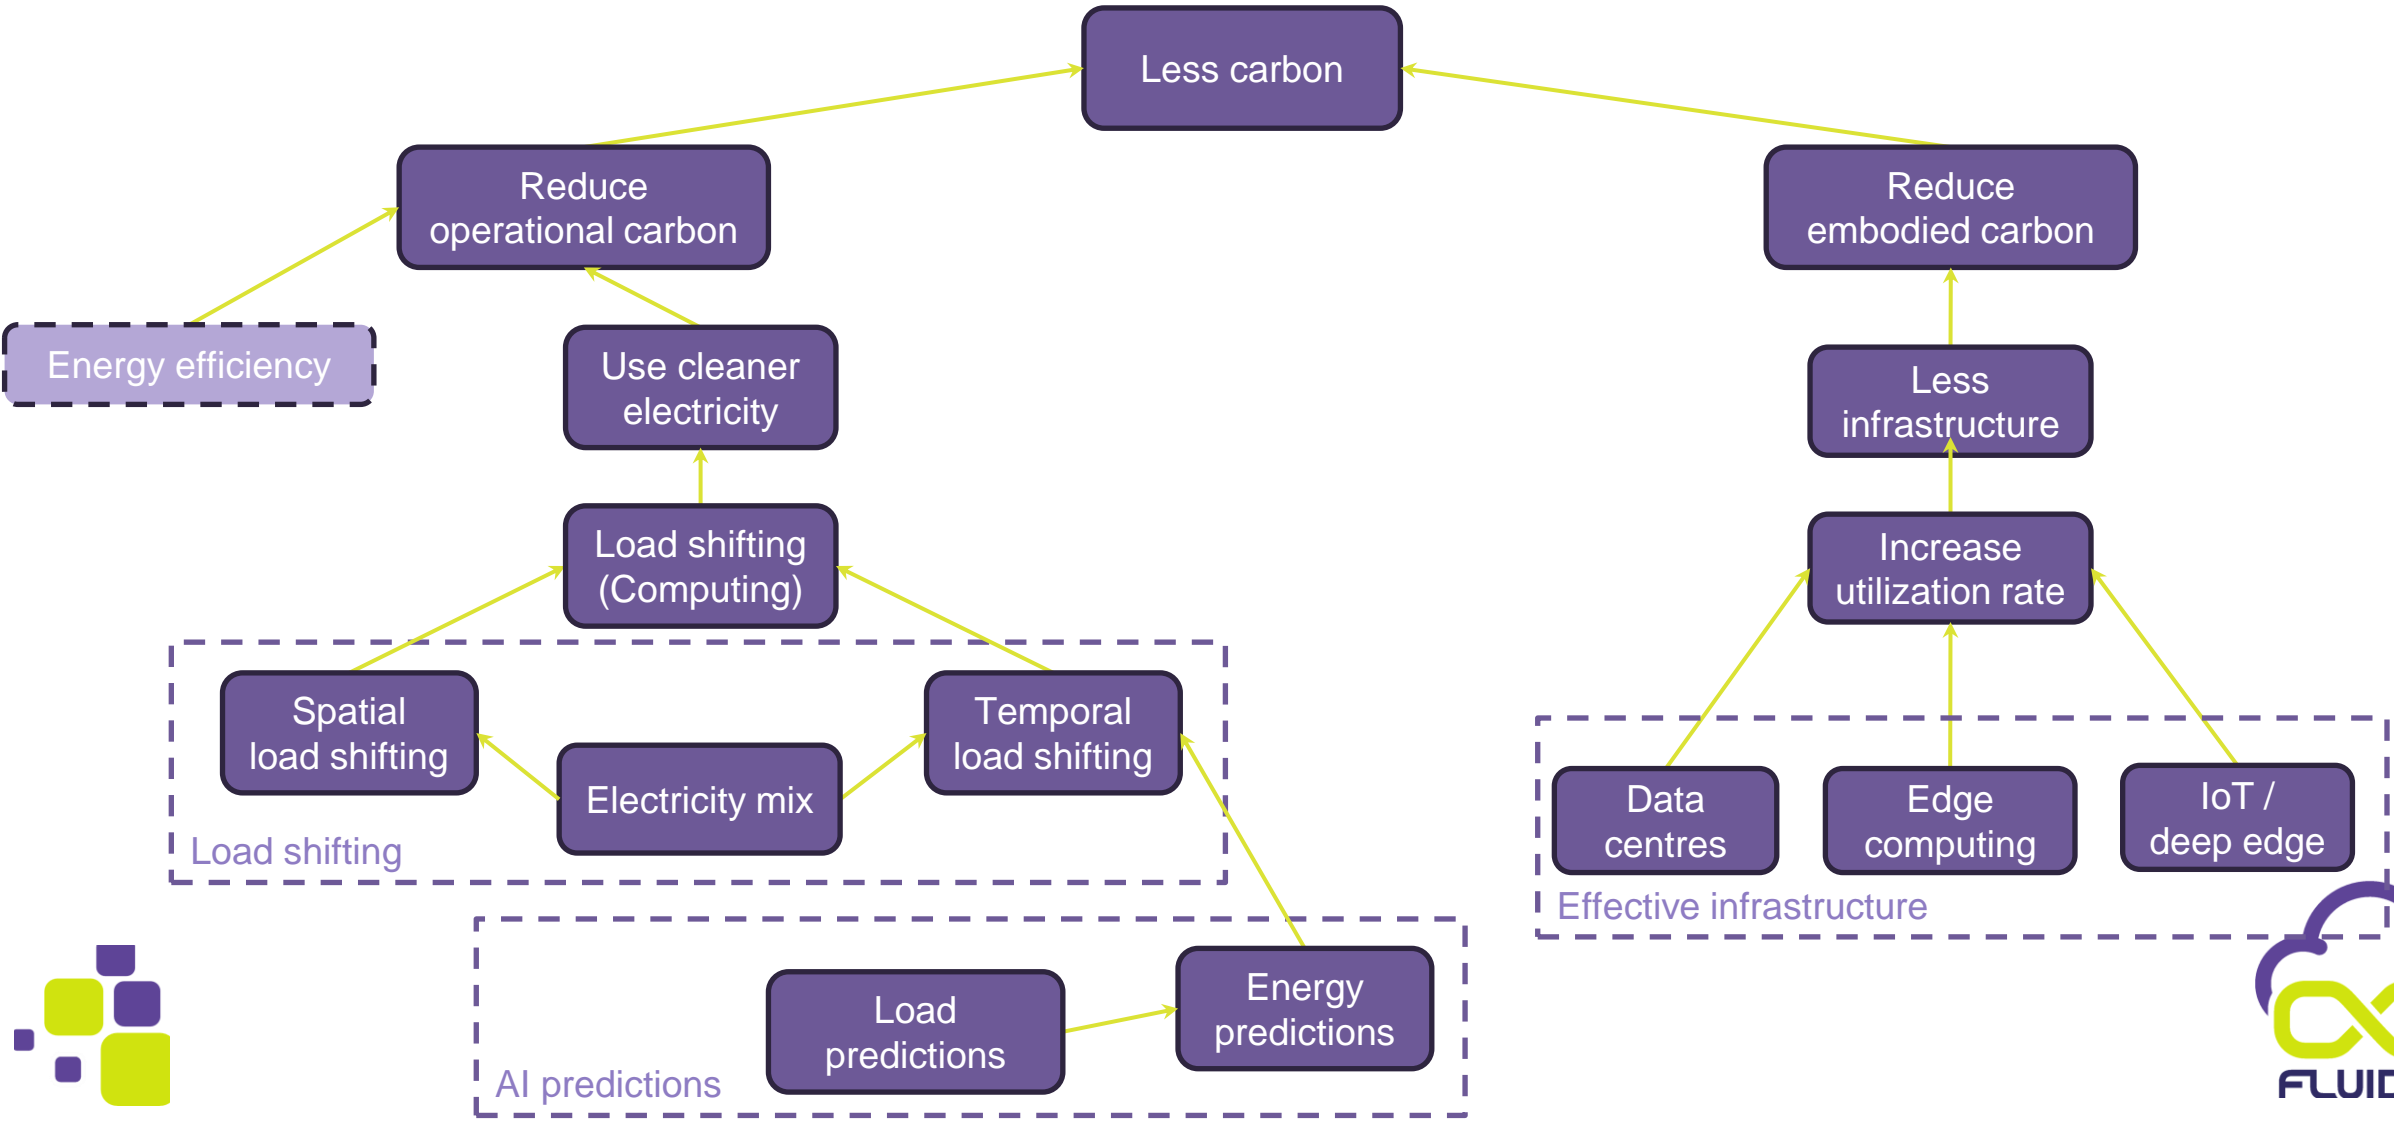 Less carbon
Reduce
operational carbon
Reduce
embodied carbon
Energy efficiency
Use cleaner
electricity
Less
infrastructure
Load shifting
(Computing)
Increase
utilization rate
Spatial
load shifting
Temporal
load shifting
Electricity mix
Load shifting
Data
centres
Edge
computing
IoT /
deep edge
Effective infrastructure
Load
predictions
Energy
predictions
AI predictions